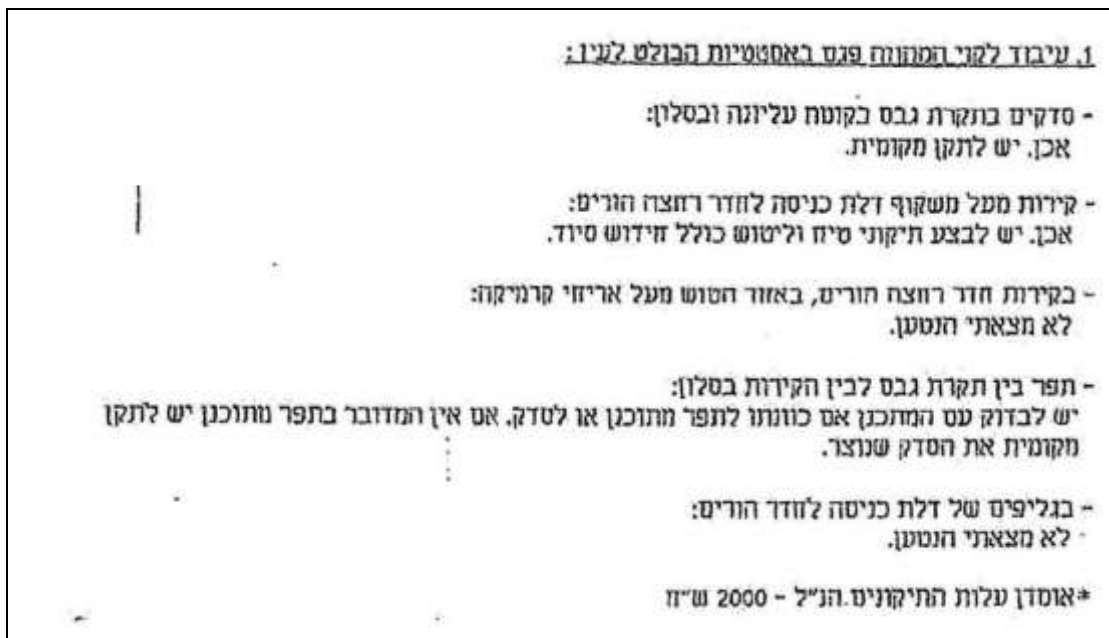 1. עיבוד לקוי המהווה פגם באסטטיות הבולט לעין:
- סדקים בתקרת גבס בקומה עליונה ובסלון:
אכן. יש לתקן מקומית.
- קירות מעל משקוף דלת כניסה לחדר רחצה הורים:
אכן. יש לבצע תיקוני טיח וליטוש כולל חידוש סיוד.
- בקירות חדר רחצה הורים, באזור הטוש מעל אריחי קרמיקה:
לא מצאתי הנטען.
- תפר בין תקרת גבס לבין הקירות בסלון:
יש לבדוק עם המתכנן אם כוונתו לתפר מתוכנן או לסדק. אם אין המדובר בתפר מתוכנן יש לתקן
מקומית את הסדק שנוצר.
- בגליפים של דלת כניסה לחדר הורים:
לא מצאתי הנטען.
*אומדן עלות התיקונים הנ"ל - 2000 ש"ח